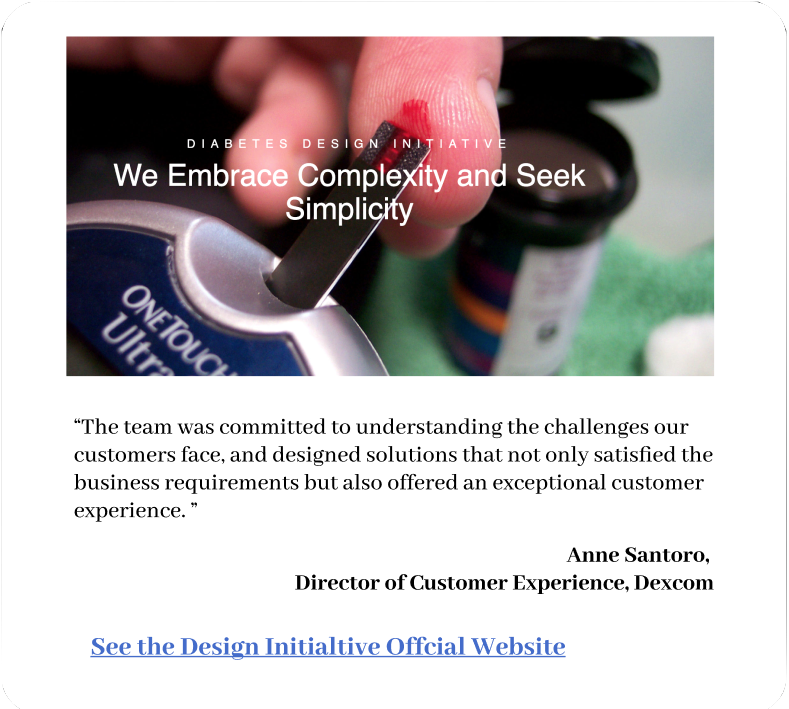 DIABETES DESIGN INITIATIVE
We Embrace Complexity and Seek
Simplicity
ONETOUCH
Ultra
“The team was committed to understanding the challenges our
customers face, and designed solutions that not only satisfied the
business requirements but also offered an exceptional customer
experience. ”
Anne Santoro,
Director of Customer Experience, Dexcom
See the Design Initialtive Offcial Website